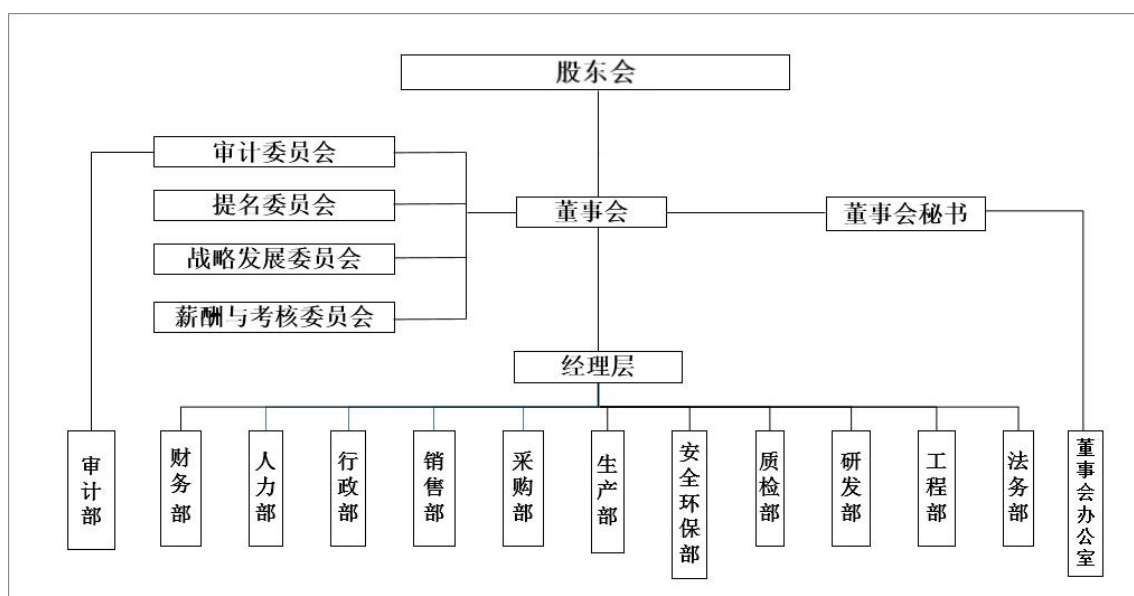 股东会
审计委员会
提名委员会
董事会
董事会秘书
战略发展委员会
薪酬与考核委员会
经理层
审计部
财务部
人力部
行政部
销售部
采购部
生产部
安全环保部
质检部
研发部
工程部
法务部
董事会办公室